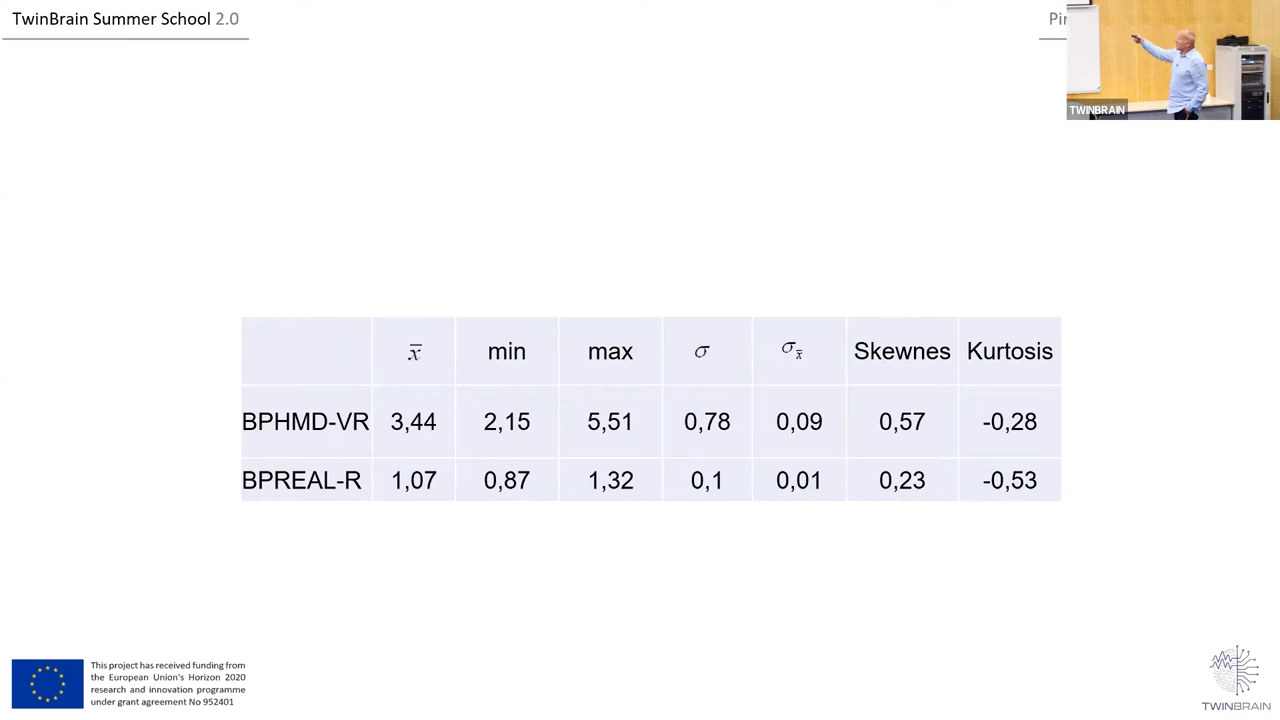 TwinBrain Summer School 2.0
TWINBRAIN
x̄ min max σ σx̄ Skewnes Kurtosis
BPHMD-VR 3,44 2,15 5,51 0,78 0,09 0,57 -0,28
BPREAL-R 1,07 0,87 1,32 0,1 0,01 0,23 -0,53
This project has received funding from
the European Union's Horizon 2020
research and innovation programme
under grant agreement No 952401
TWINBRAIN